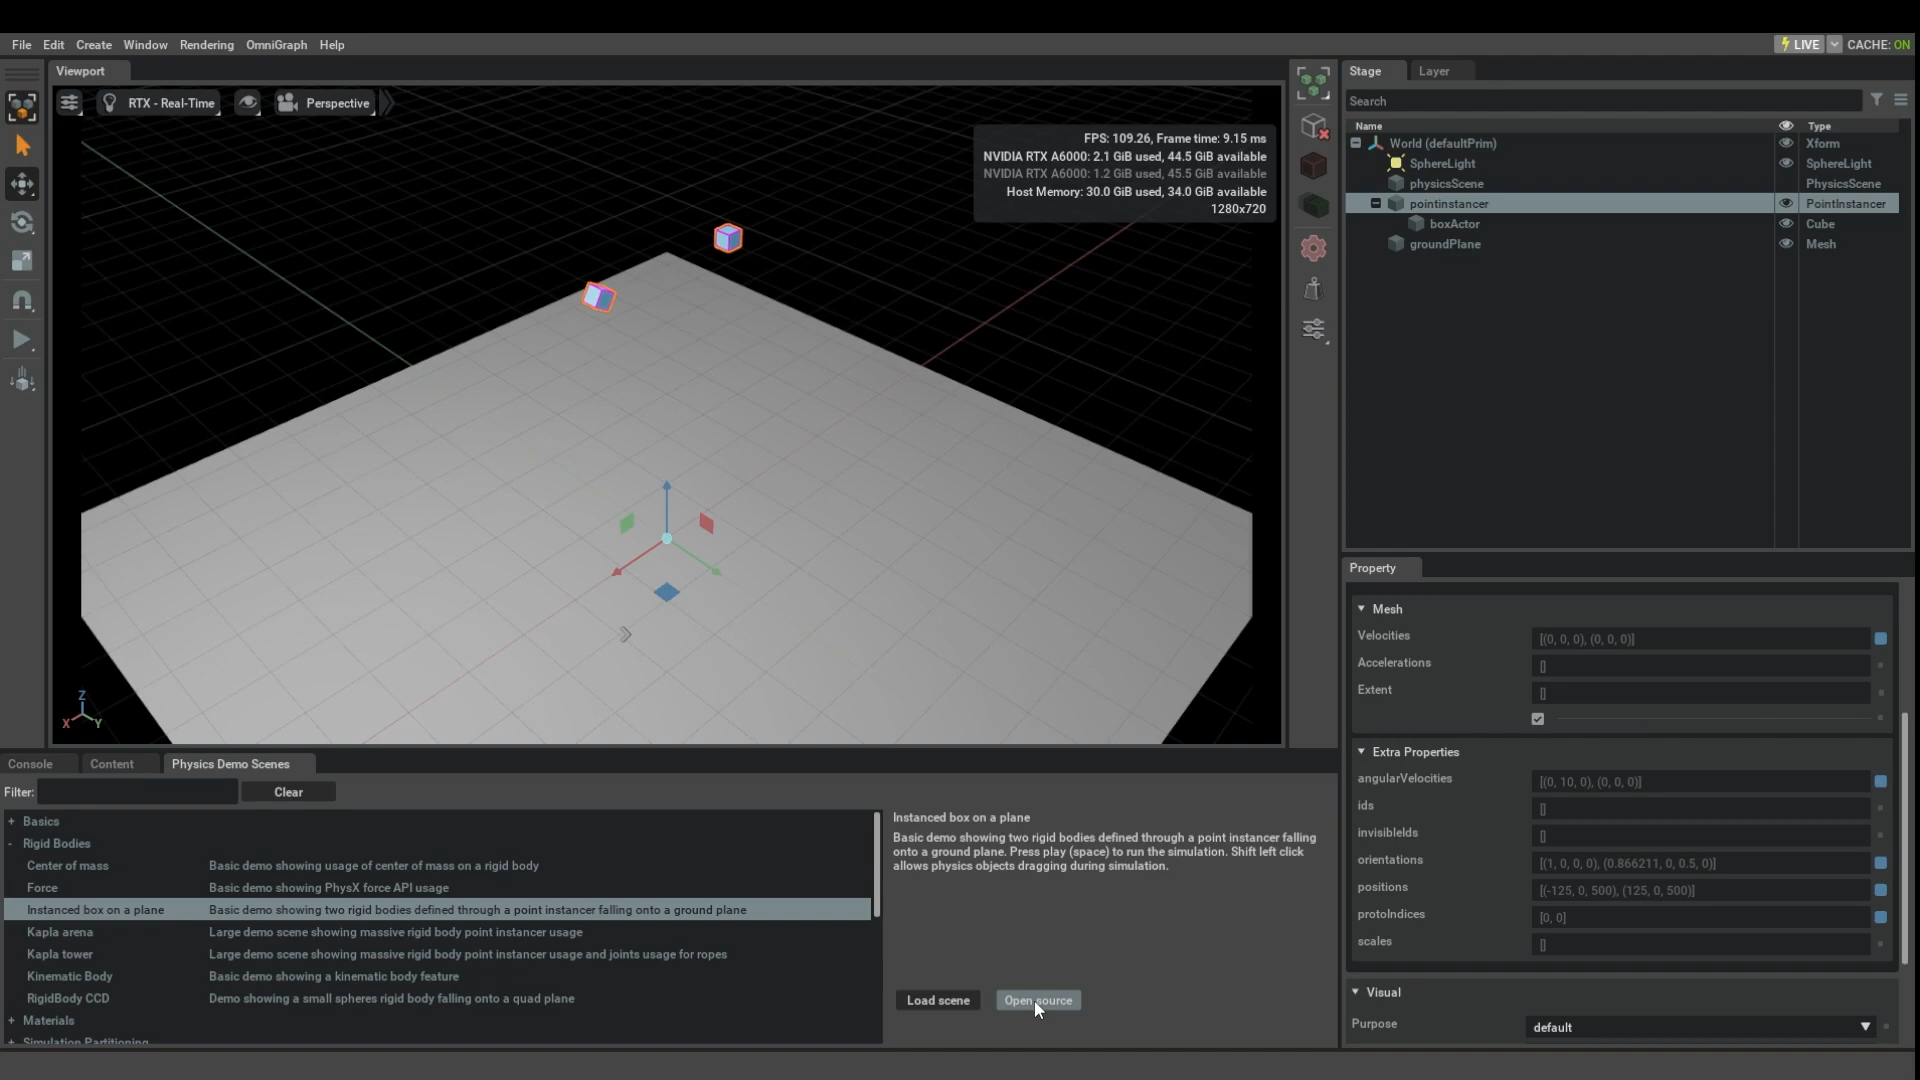 File Edit Create Window Rendering OmniGraph Help
LIVE CACHE: ON
Viewport
RTX - Real-Time
Perspective
FPS: 109.26, Frame time: 9.15 ms
NVIDIA RTX A6000: 2.1 GiB used, 44.5 GiB available
NVIDIA RTX A6000: 1.2 GiB used, 45.5 GiB available
Host Memory: 30.0 GiB used, 34.0 GiB available
1280x720
Z
X Y
Stage Layer
Search
Name Type
World (defaultPrim) Xform
SphereLight SphereLight
physicsScene PhysicsScene
pointinstancer PointInstancer
boxActor Cube
groundPlane Mesh
Property
Mesh
Velocities [(0, 0, 0), (0, 0, 0)]
Accelerations []
Extent []
Extra Properties
angularVelocities [(0, 10, 0), (0, 0, 0)]
ids []
invisibleIds []
orientations [(1, 0, 0, 0), (0.866211, 0, 0.5, 0)]
positions [(-125, 0, 500), (125, 0, 500)]
protoIndices [0, 0]
scales []
Visual
Purpose default
Console Content Physics Demo Scenes
Filter: Clear
+ Basics
- Rigid Bodies
Center of mass Basic demo showing usage of center of mass on a rigid body
Force Basic demo showing PhysX force API usage
Instanced box on a plane Basic demo showing two rigid bodies defined through a point instancer falling onto a ground plane
Kapla arena Large demo scene showing massive rigid body point instancer usage
Kapla tower Large demo scene showing massive rigid body point instancer usage and joints usage for ropes
Kinematic Body Basic demo showing a kinematic body feature
RigidBody CCD Demo showing a small spheres rigid body falling onto a quad plane
+ Materials
+ Simulation Partitioning
Instanced box on a plane
Basic demo showing two rigid bodies defined through a point instancer falling
onto a ground plane. Press play (space) to run the simulation. Shift left click
allows physics objects dragging during simulation.
Load scene Open source